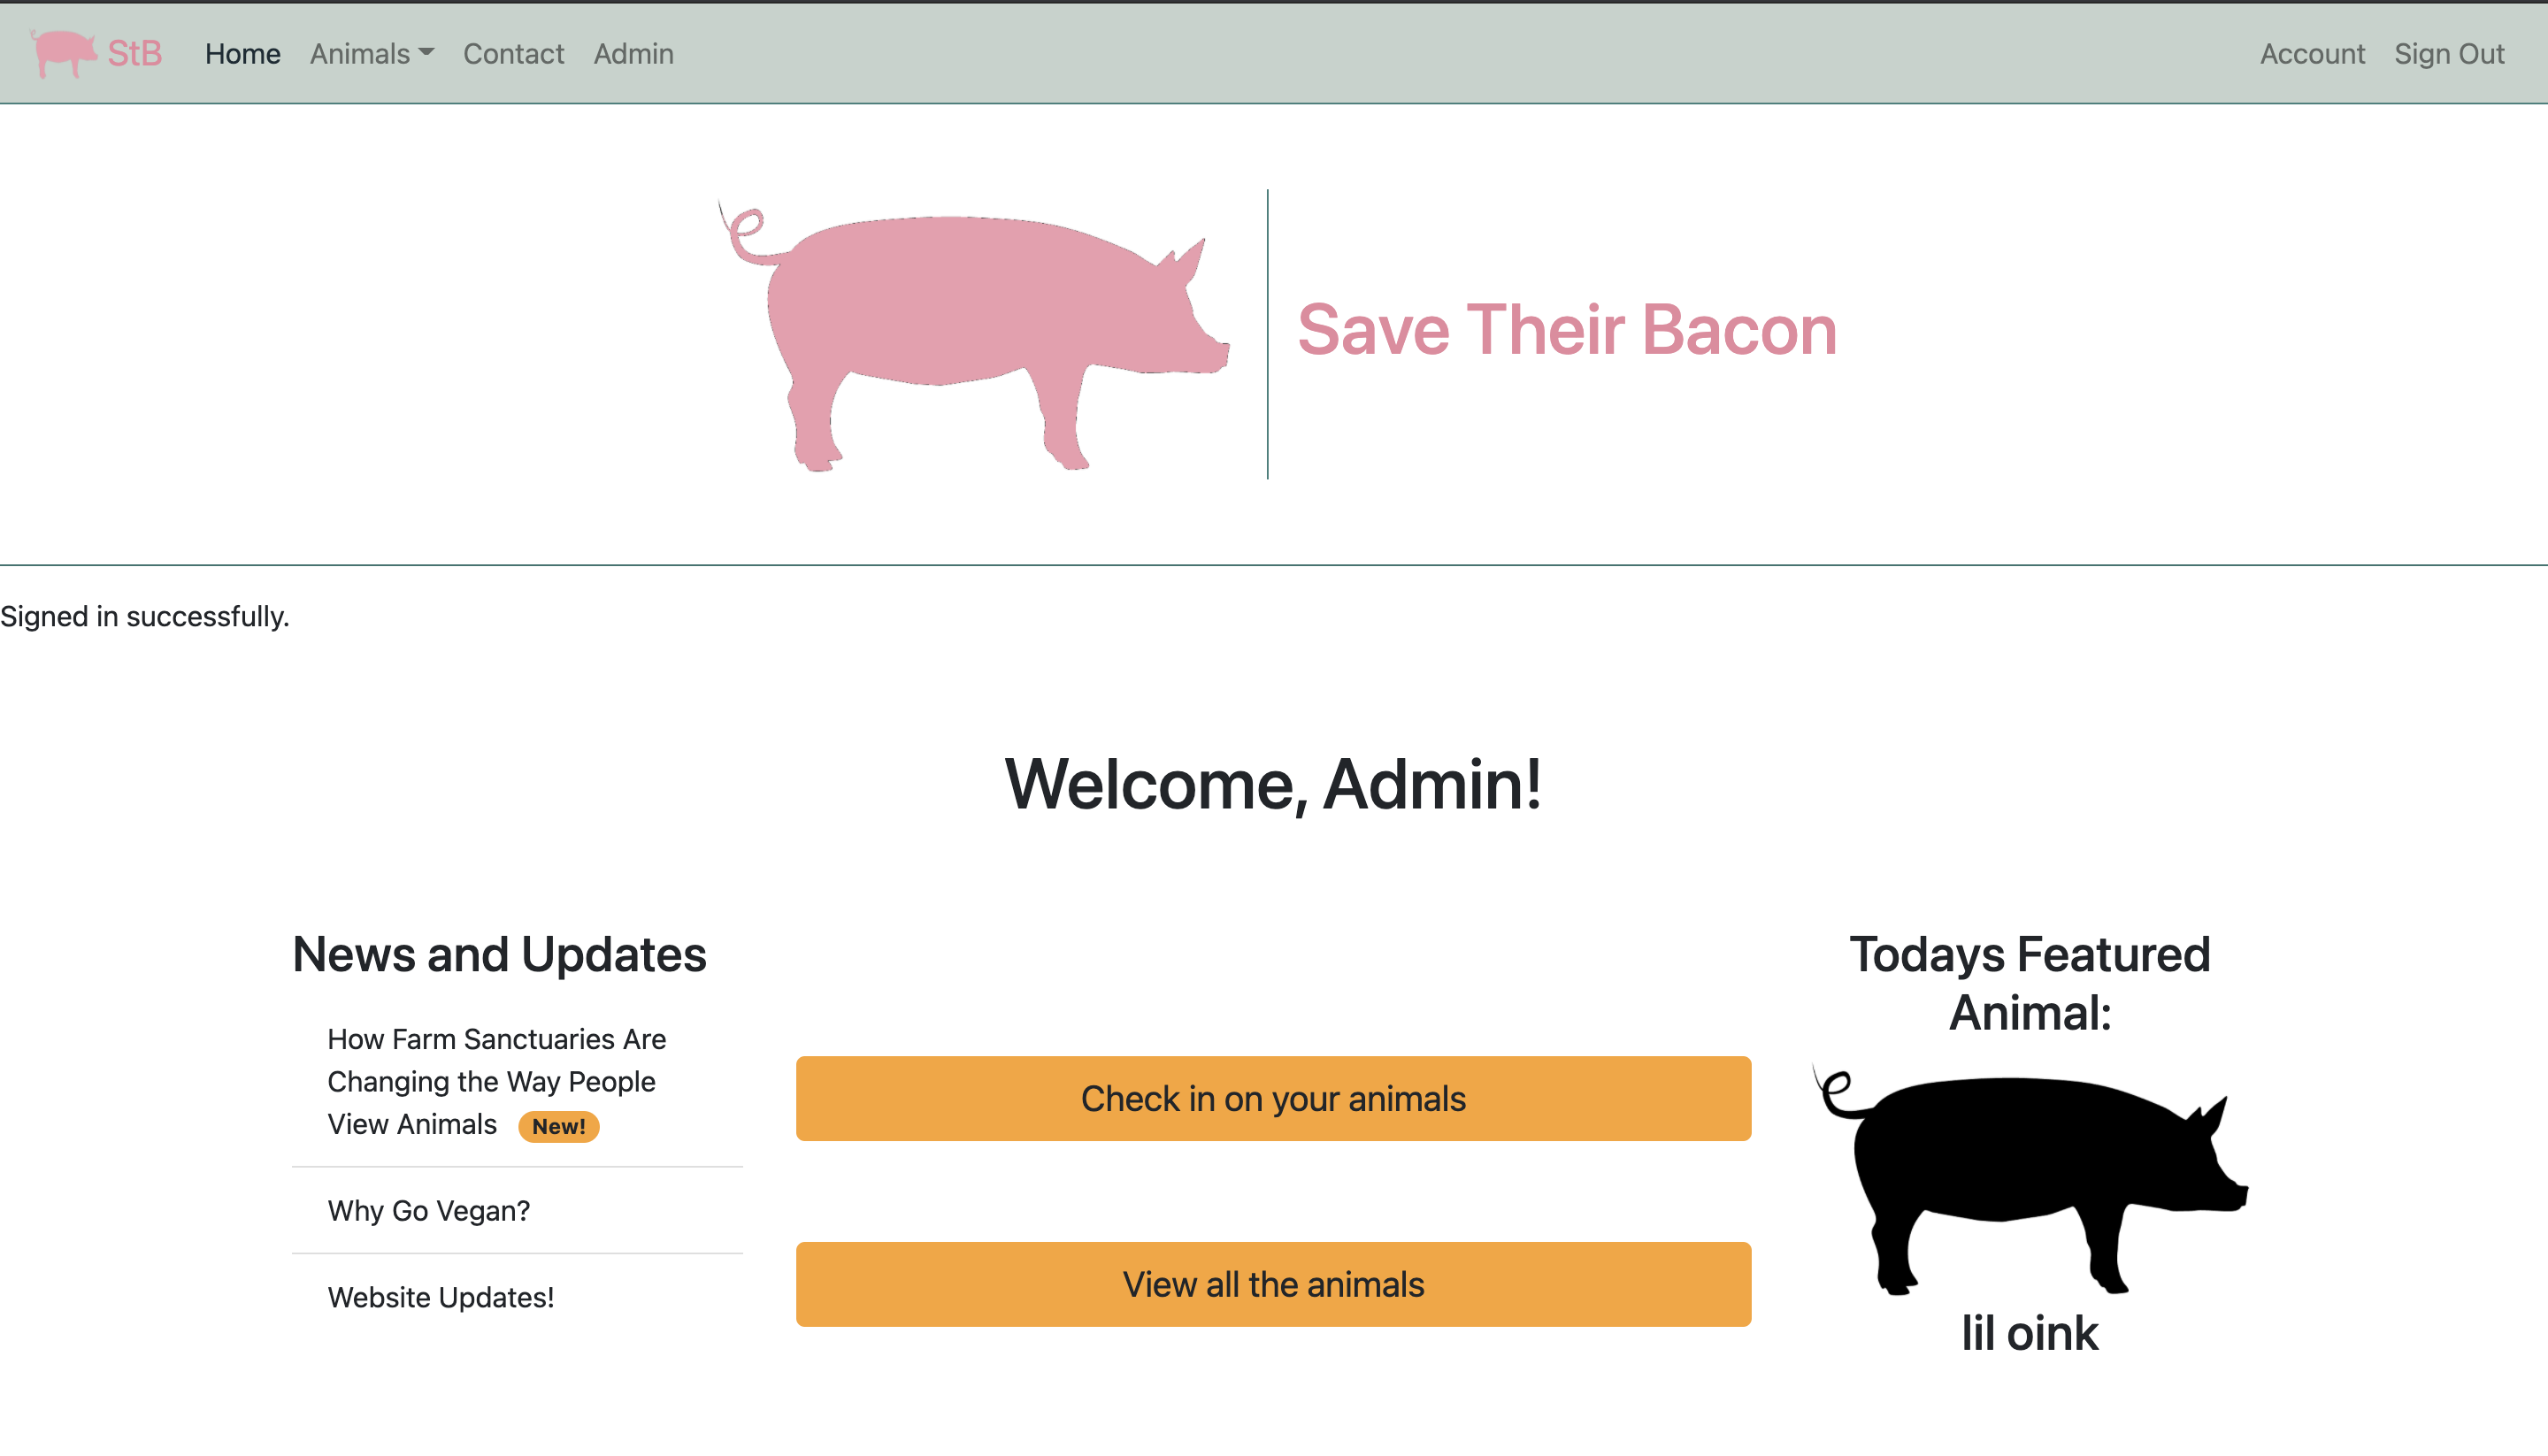 StB Home Animals Contact Admin Account Sign Out
Save Their Bacon
Signed in successfully.
Welcome, Admin!
News and Updates
How Farm Sanctuaries Are
Changing the Way People
View Animals New!
Why Go Vegan?
Website Updates!
Check in on your animals
View all the animals
Todays Featured
Animal:
lil oink